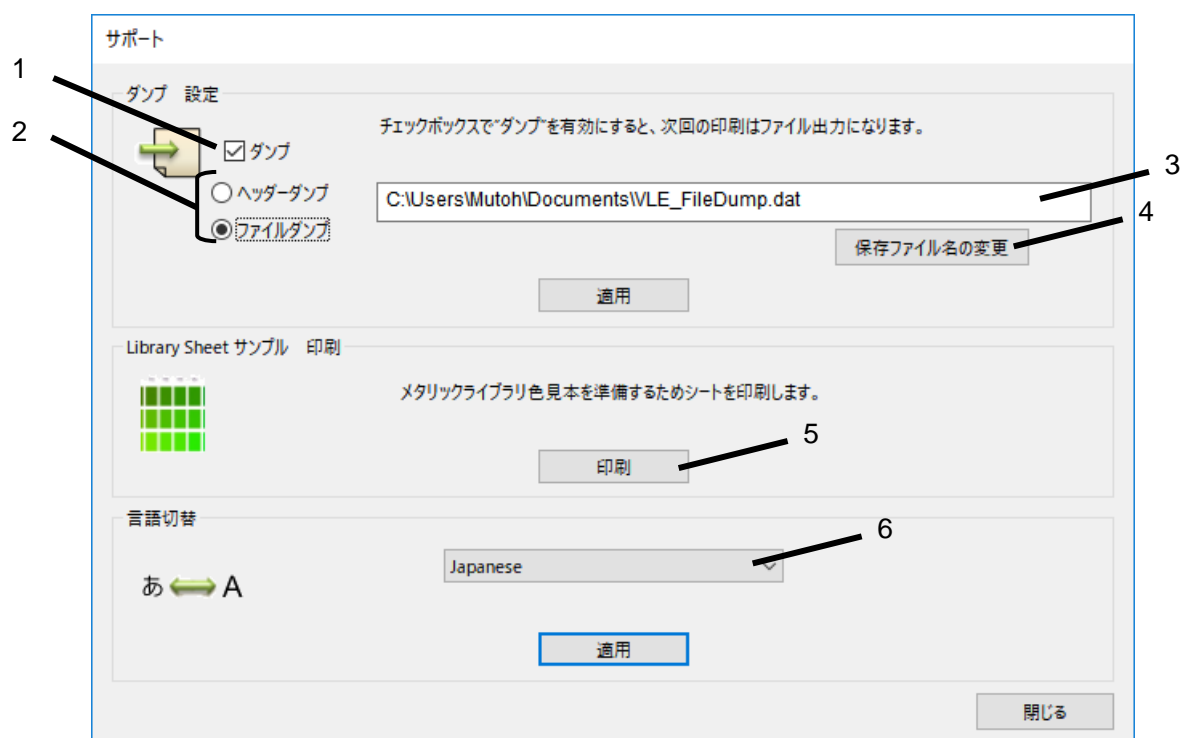 サポート
1
ダンプ 設定
2
チェックボックスで"ダンプ"を有効にすると、次回の印刷はファイル出力になります。
ダンプ
3
ヘッダーダンプ
C:\Users\Mutoh\Documents\VLE_FileDump.dat
4
ファイルダンプ
保存ファイル名の変更
適用
Library Sheet サンプル 印刷
メタリックライブラリ色見本を準備するためシートを印刷します。
5
印刷
言語切替
6
Japanese
あ A
適用
閉じる